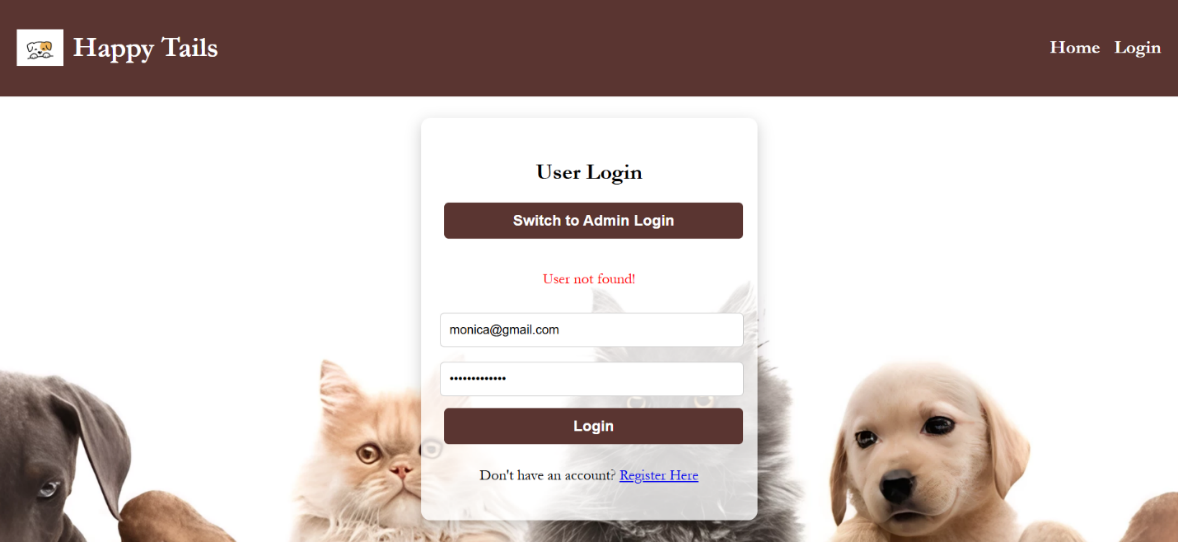 Happy Tails
Home Login
User Login
Switch to Admin Login
User not found!
monica@gmail.com
•••••••••••••
Login
Don't have an account? Register Here